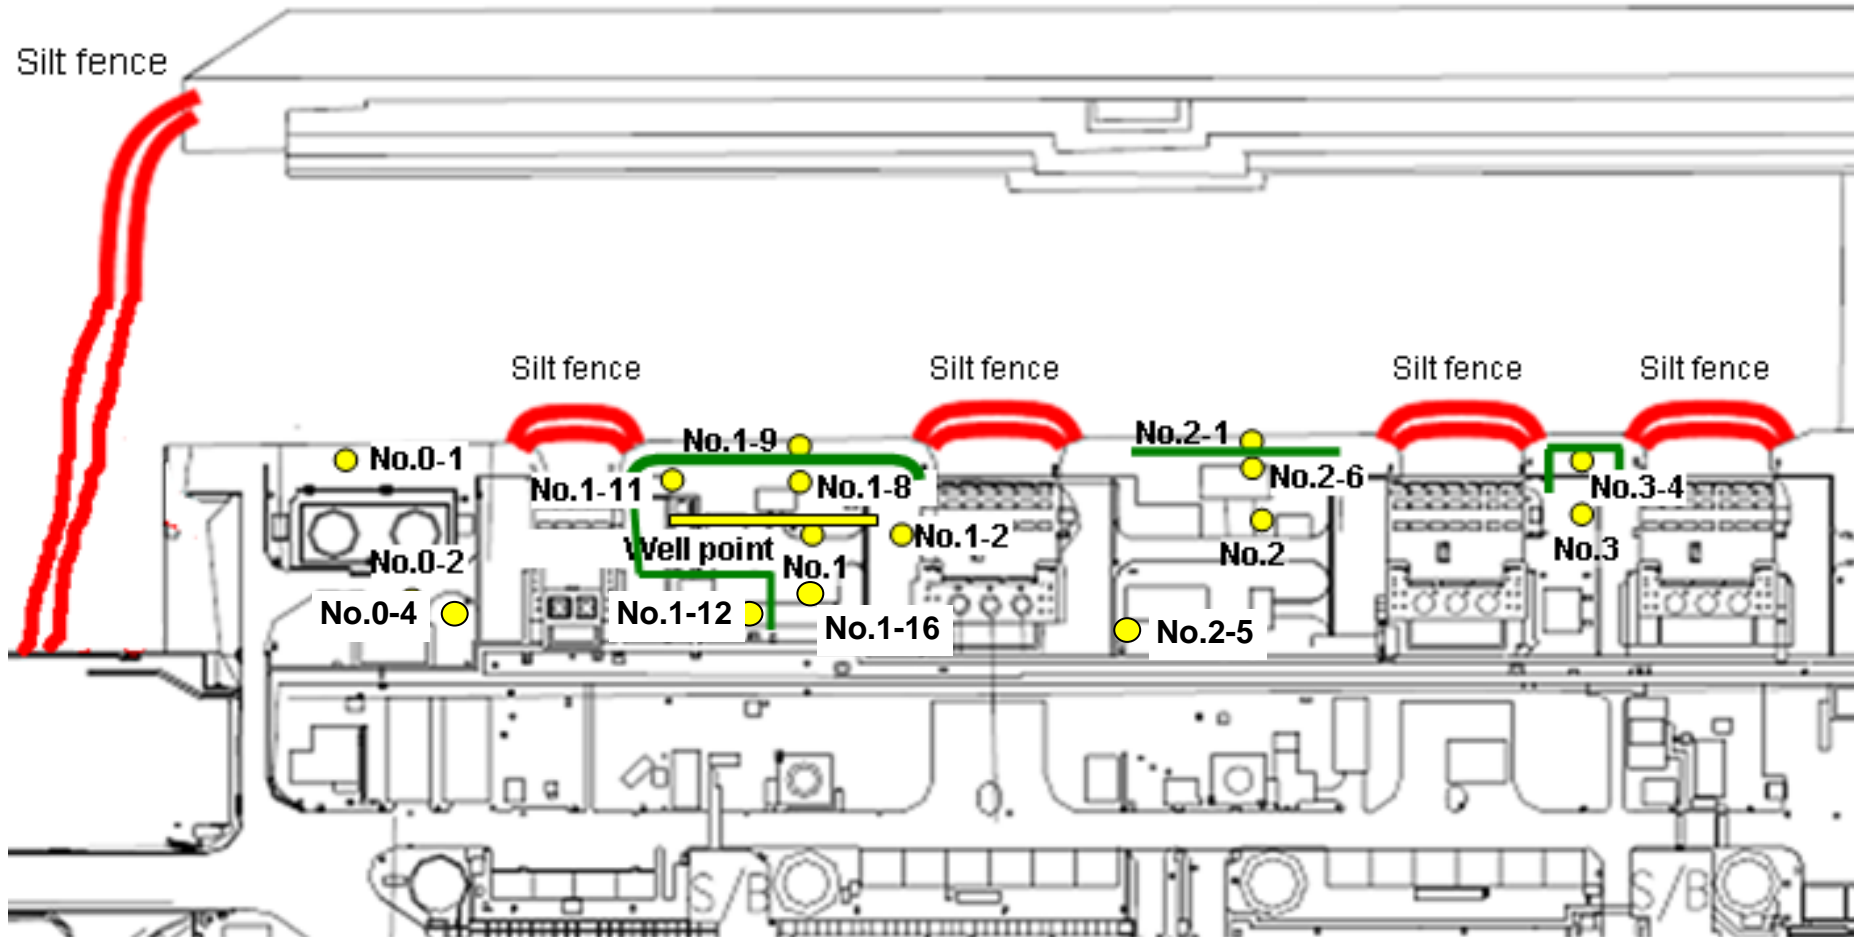 Silt fence
Silt fence
Silt fence
Silt fence
Silt fence
No.0-1
No.1-9
No.2-1
No.1-11
No.1-8
No.2-6
No.3-4
No.0-2
Well point
No.1
No.1-2
No.2
No.3
No.0-4
No.1-12
No.1-16
No.2-5
S/B
S/B